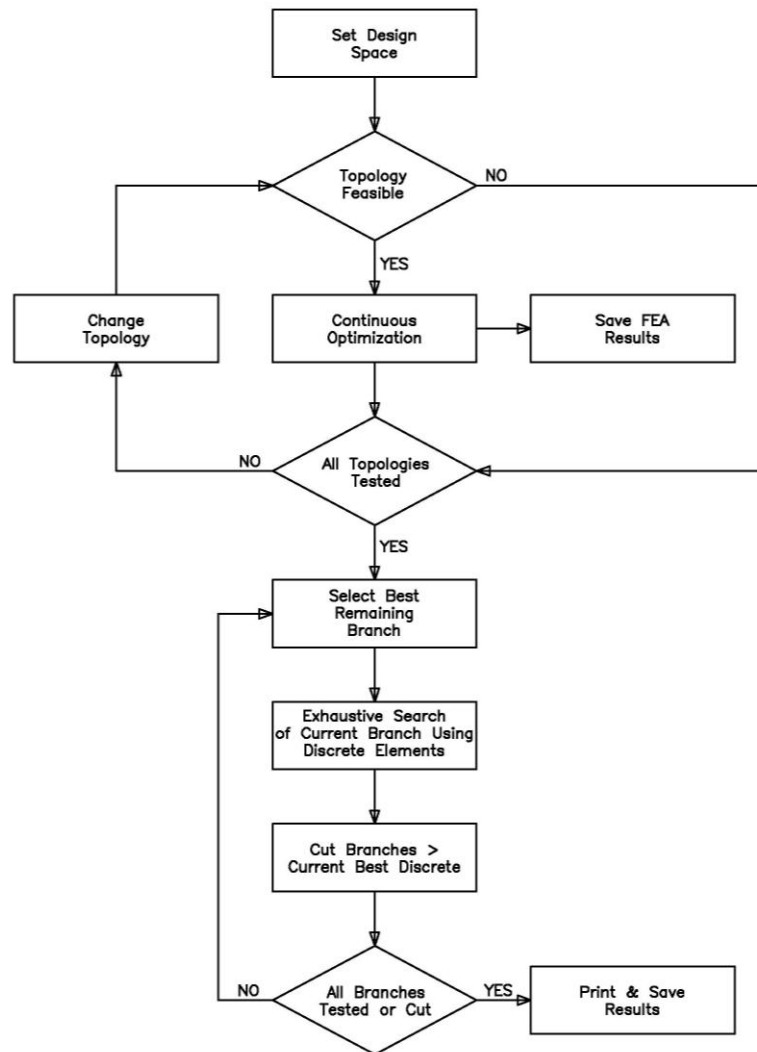 Set Design
Space
Topology
Feasible
NO
YES
Change
Topology
Continuous
Optimization
Save FEA
Results
NO
All Topologies
Tested
YES
Select Best
Remaining
Branch
Exhaustive Search
of Current Branch Using
Discrete Elements
Cut Branches >
Current Best Discrete
NO
All Branches
Tested or Cut
YES
Print & Save
Results